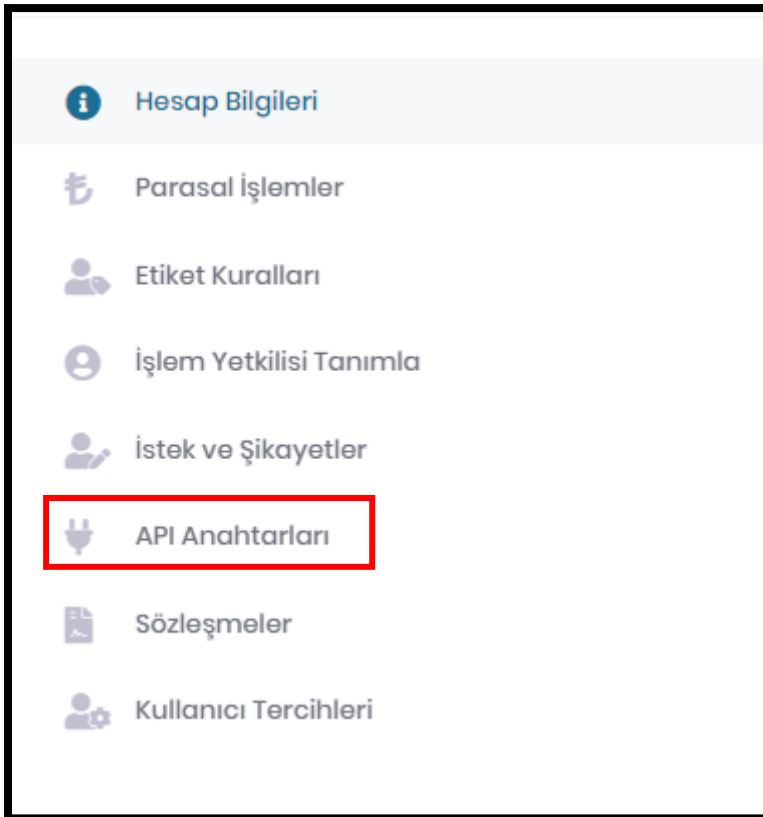 Hesap Bilgileri
Parasal İşlemler
Etiket Kuralları
İşlem Yetkilisi Tanımla
İstek ve Şikayetler
API Anahtarları
Sözleşmeler
Kullanıcı Tercihleri